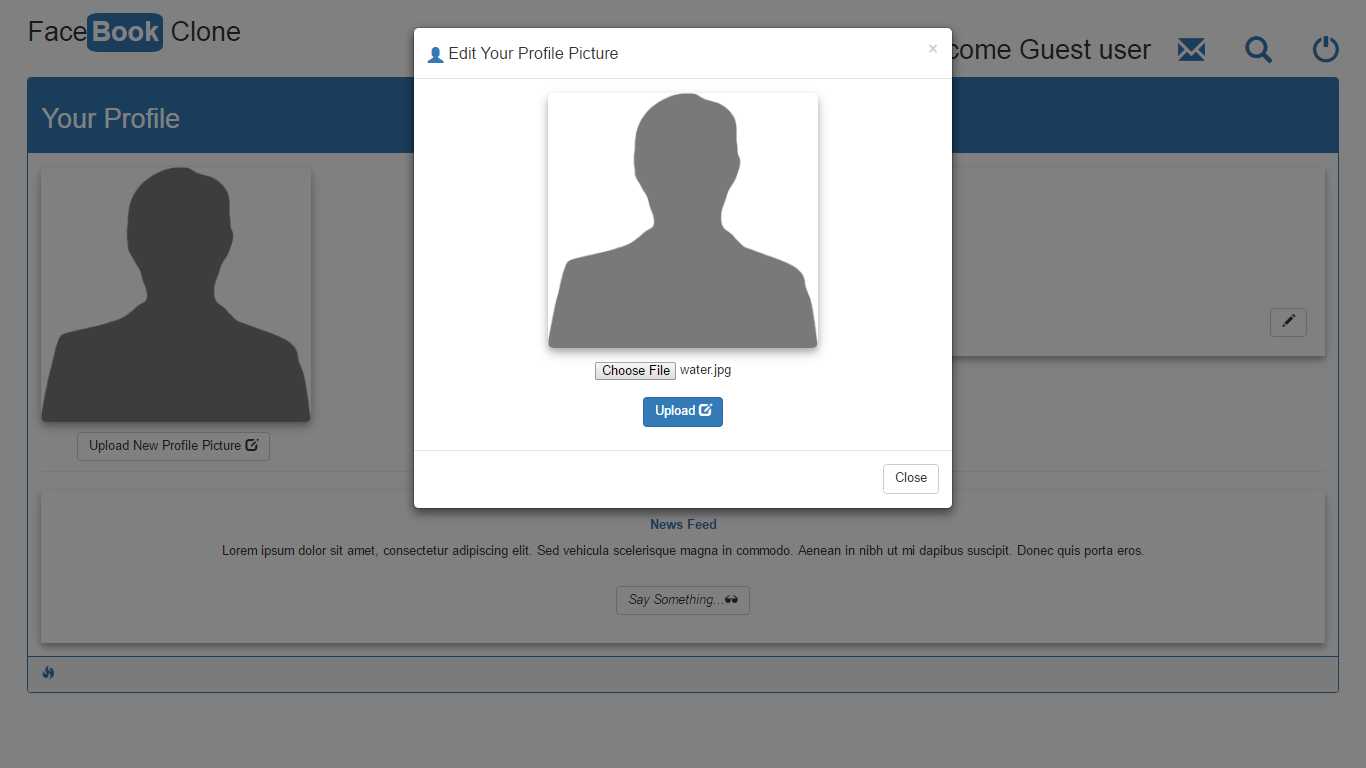 FaceBook Clone
come Guest user
Edit Your Profile Picture
×
Your Profile
Choose File water.jpg
Upload
Upload New Profile Picture
Close
News Feed
Lorem ipsum dolor sit amet, consectetur adipiscing elit. Sed vehicula scelerisque magna in commodo. Aenean in nibh ut mi dapibus suscipit. Donec quis porta eros.
Say Something...